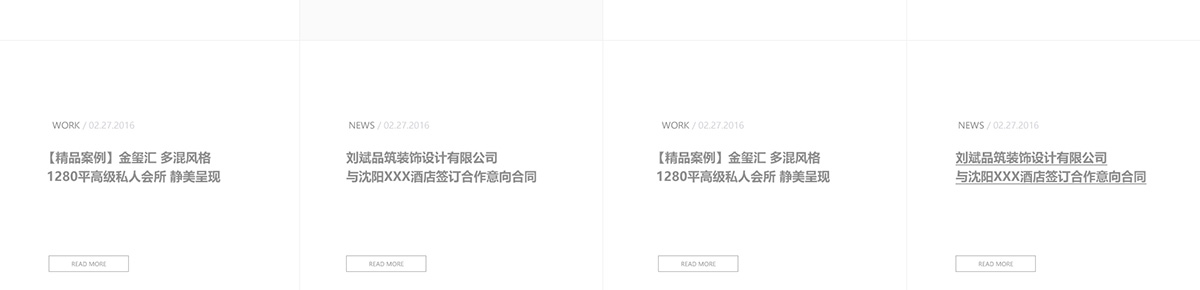 WORK / 02.27.2016
【精品案例】金玺汇 多混风格
1280平高级私人会所 静美呈现
READ MORE
NEWS / 02.27.2016
刘斌品筑装饰设计有限公司
与沈阳XXX酒店签订合作意向合同
READ MORE
WORK / 02.27.2016
【精品案例】金玺汇 多混风格
1280平高级私人会所 静美呈现
READ MORE
NEWS / 02.27.2016
刘斌品筑装饰设计有限公司
与沈阳XXX酒店签订合作意向合同
READ MORE